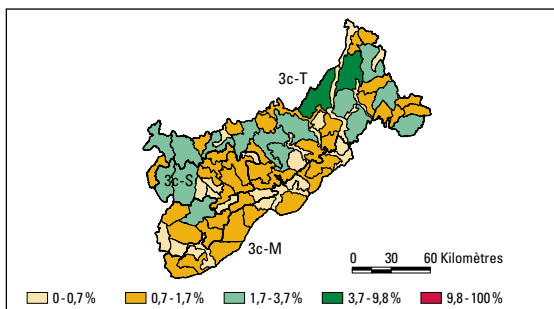 3c-T
3c-S
3c-M
0 30 60 Kilomètres
0 - 0,7 % 0,7 - 1,7 % 1,7 - 3,7 % 3,7 - 9,8 % 9,8 - 100 %